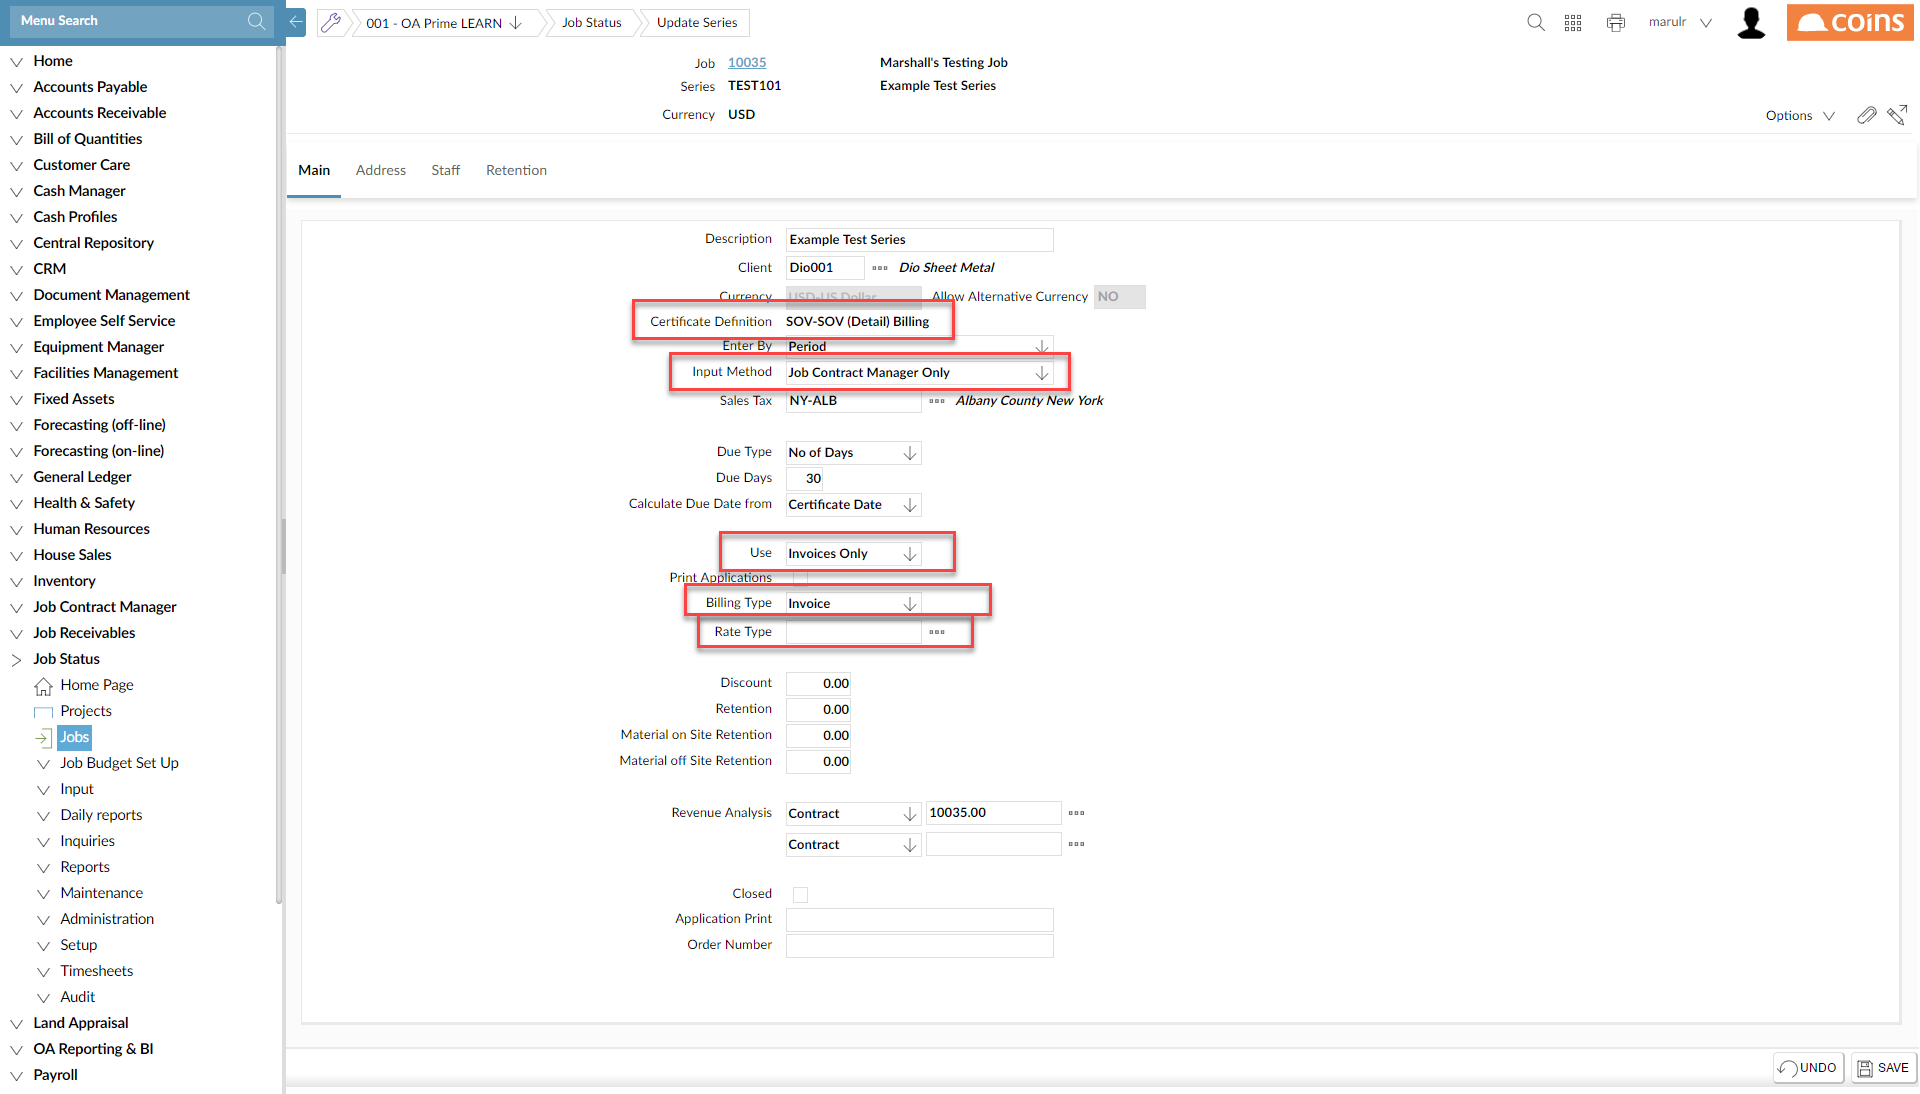 Menu Search
001 - OA Prime LEARN
Job Status
Update Series
marulr
coins
Home
Accounts Payable
Accounts Receivable
Bill of Quantities
Customer Care
Cash Manager
Cash Profiles
Central Repository
CRM
Document Management
Employee Self Service
Equipment Manager
Facilities Management
Fixed Assets
Forecasting (off-line)
Forecasting (on-line)
General Ledger
Health & Safety
Human Resources
House Sales
Inventory
Job Contract Manager
Job Receivables
Job Status
Home Page
Projects
Jobs
Job Budget Set Up
Input
Daily reports
Inquiries
Reports
Maintenance
Administration
Setup
Timesheets
Audit
Land Appraisal
OA Reporting & BI
Payroll
Job 10035 Marshall's Testing Job
Series TEST101 Example Test Series
Currency USD
Options
Main Address Staff Retention
Description Example Test Series
Client Dio001 Dio Sheet Metal
Currency USD-US Dollar Allow Alternative Currency NO
Certificate Definition SOV-SOV (Detail) Billing
Enter By Period
Input Method Job Contract Manager Only
Sales Tax NY-ALB Albany County New York
Due Type No of Days
Due Days 30
Calculate Due Date from Certificate Date
Use Invoices Only
Print Applications
Billing Type Invoice
Rate Type
Discount 0.00
Retention 0.00
Material on Site Retention 0.00
Material off Site Retention 0.00
Revenue Analysis Contract 10035.00
Contract
Closed
Application Print
Order Number
UNDO SAVE